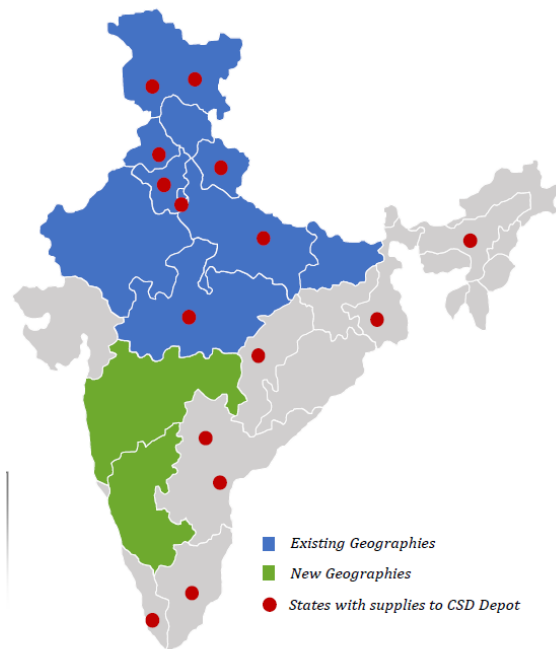 Existing Geographies
New Geographies
States with supplies to CSD Depot